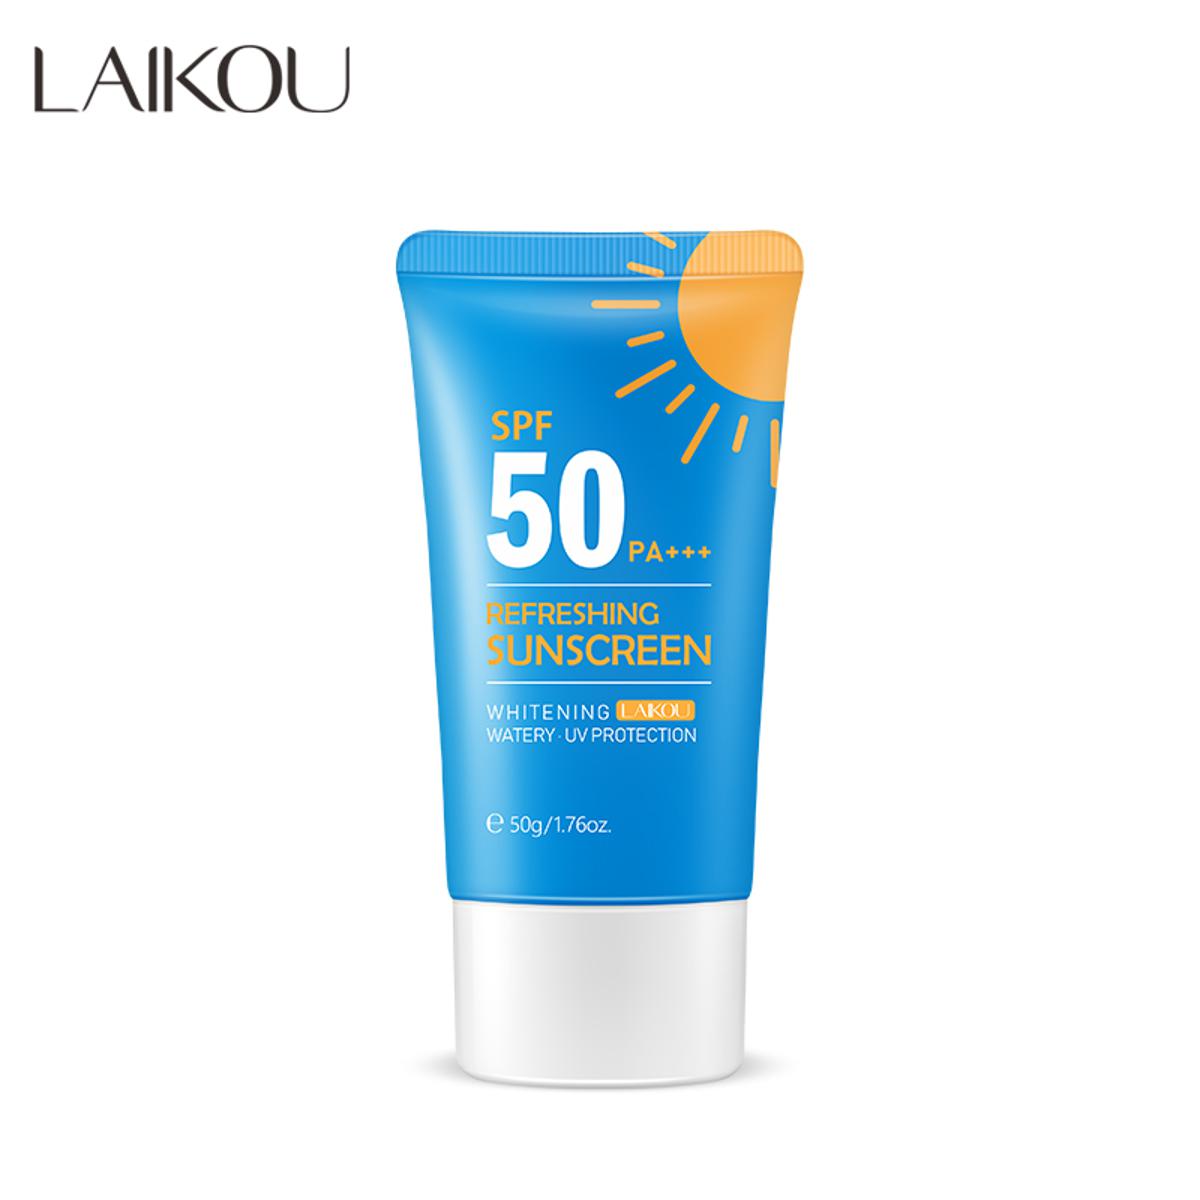 LAIKOU
SPF
50 PA+++
REFRESHING
SUNSCREEN
WHITENING LAIKOU
WATERY · UV PROTECTION
℮ 50g/1.76oz.